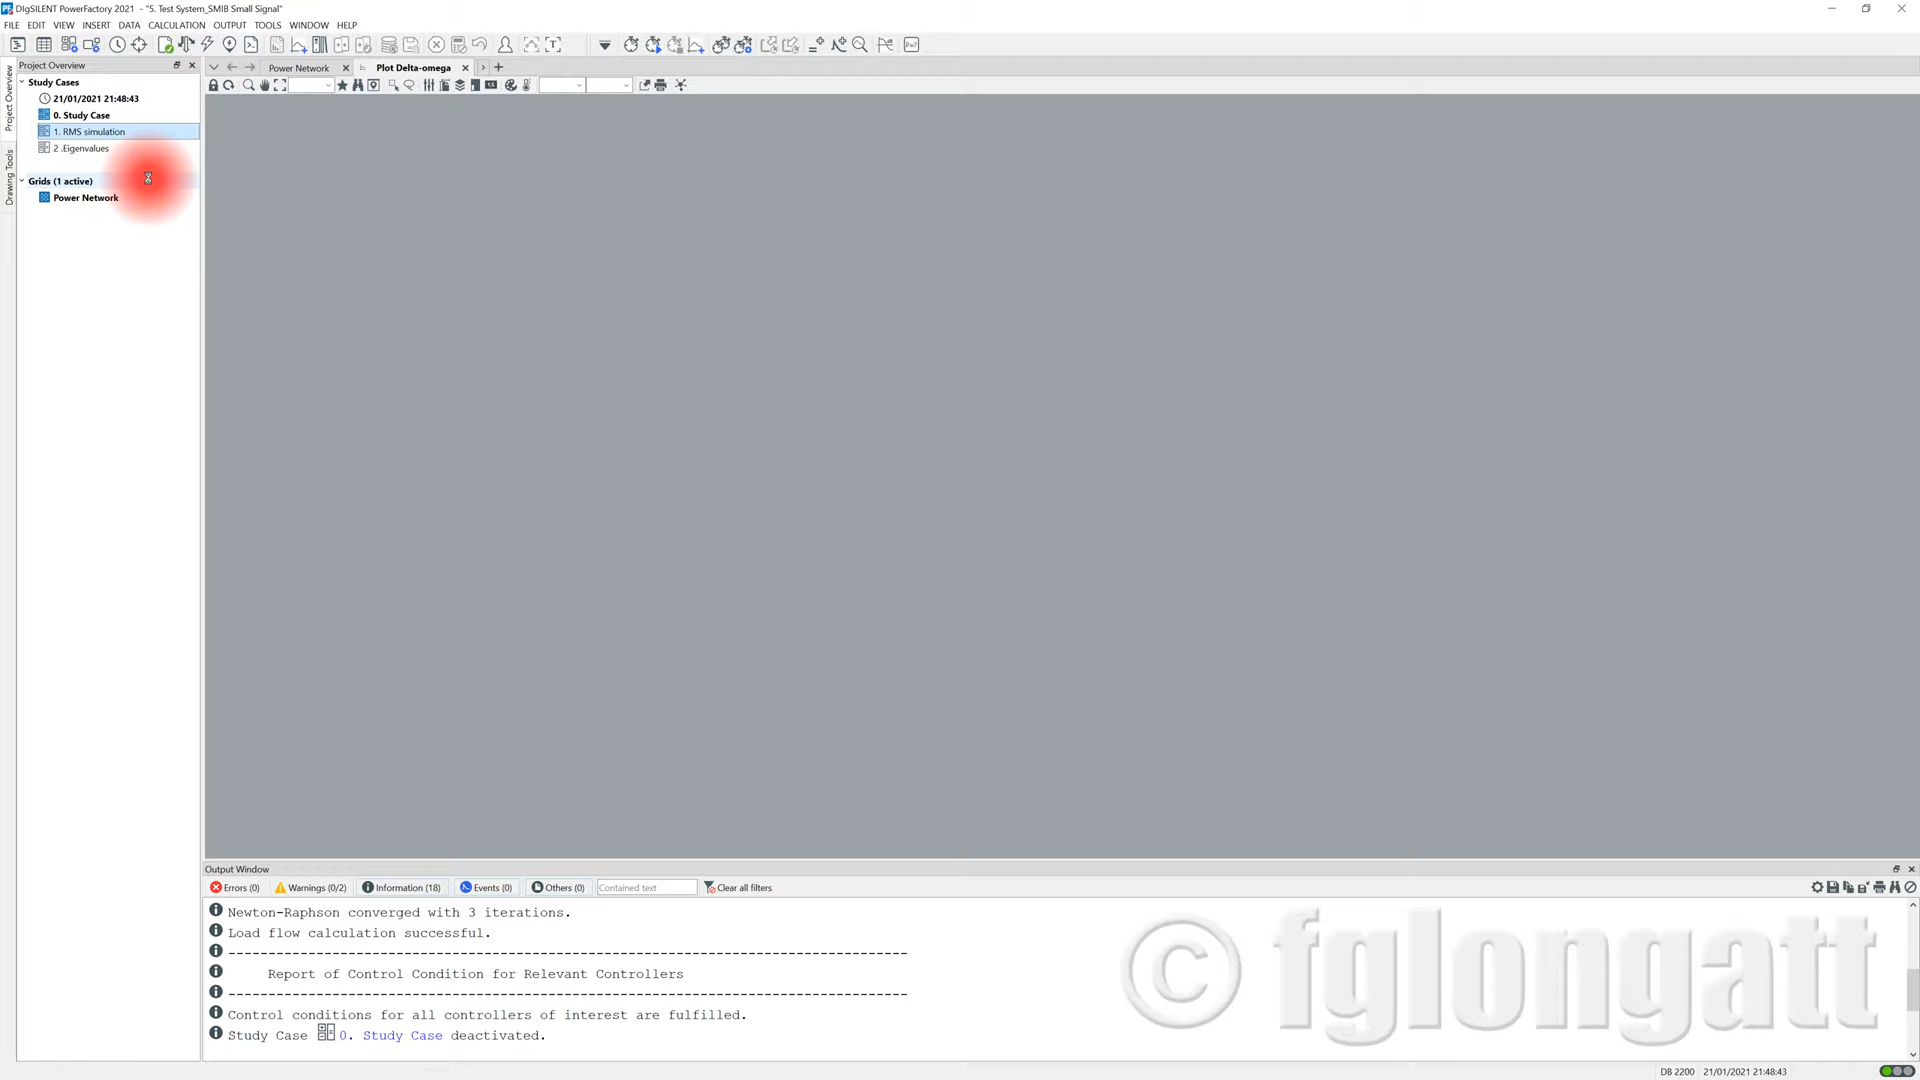 DIgSILENT PowerFactory 2021 - "5. Test System_SMIB Small Signal"
FILE EDIT VIEW INSERT DATA CALCULATION OUTPUT TOOLS WINDOW HELP
Project Overview
Power Network
Plot Delta-omega
Project Overview
Drawing Tools
Study Cases
21/01/2021 21:48:43
0. Study Case
1. RMS simulation
2 .Eigenvalues
Grids (1 active)
Power Network
Output Window
Errors (0) Warnings (0/2) Information (18) Events (0) Others (0) Contained text Clear all filters
Newton-Raphson converged with 3 iterations.
Load flow calculation successful.
--------------------------------------------------------------------------------
Report of Control Condition for Relevant Controllers
--------------------------------------------------------------------------------
Control conditions for all controllers of interest are fulfilled.
Study Case 0. Study Case deactivated.
© fglongatt
DB 2200 21/01/2021 21:48:43